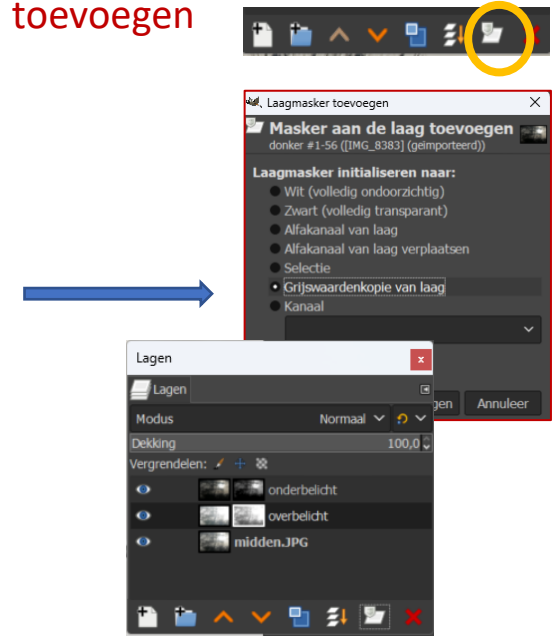 toevoegen
Laagmasker toevoegen
Masker aan de laag toevoegen
donker #1-56 ([IMG_8383] (geïmporteerd))
Laagmasker initialiseren naar:
Wit (volledig ondoorzichtig)
Zwart (volledig transparant)
Alfakanaal van laag
Alfakanaal van laag verplaatsen
Selectie
Grijswaardenkopie van laag
Kanaal
Annuleer
Lagen
Lagen
Modus Normaal
Dekking 100,0
Vergrendelen:
onderbelicht
overbelicht
midden.JPG